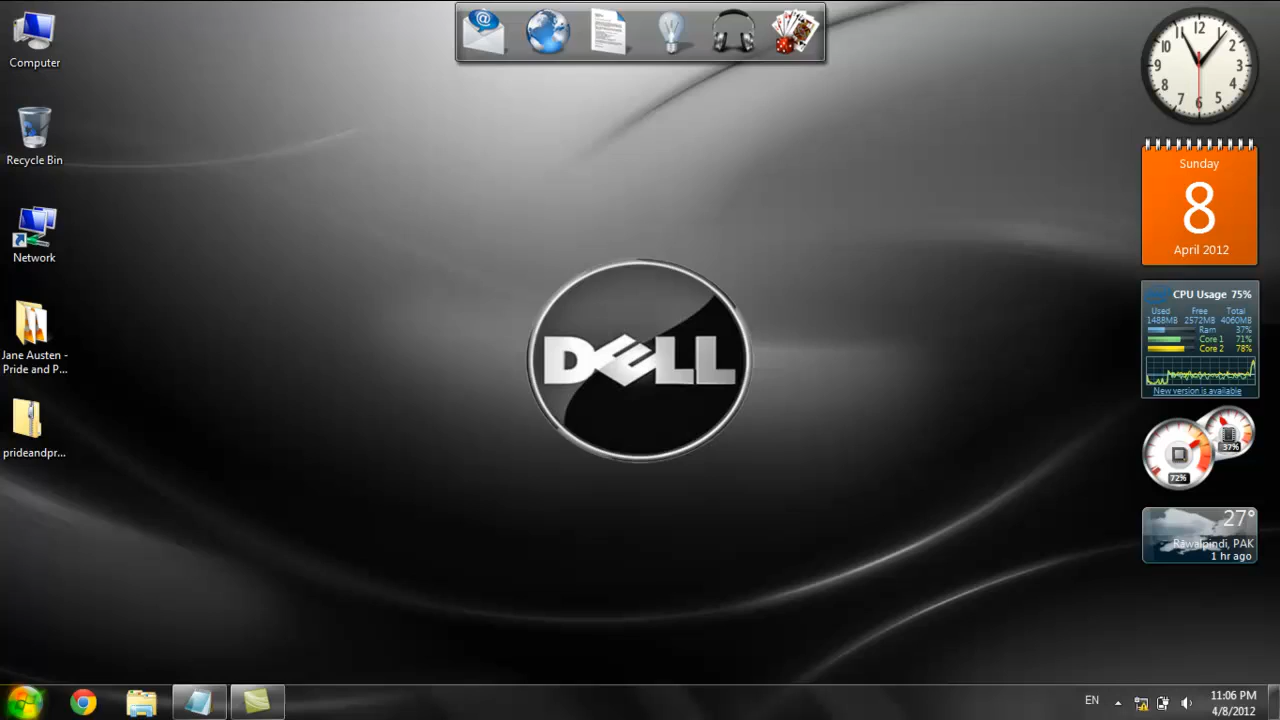 Computer
Recycle Bin
Network
Jane Austen -
Pride and P...
prideandpr...
DELL
12
1
2
3
4
5
6
7
8
9
10
11
Sunday
8
April 2012
CPU Usage 75%
Used Free Total
1488MB 2572MB 4060MB
Ram 37%
Core 1 71%
Core 2 78%
New version is available
37%
72%
27°
Rawalpindi, PAK
1 hr ago
EN
11:06 PM
4/8/2012